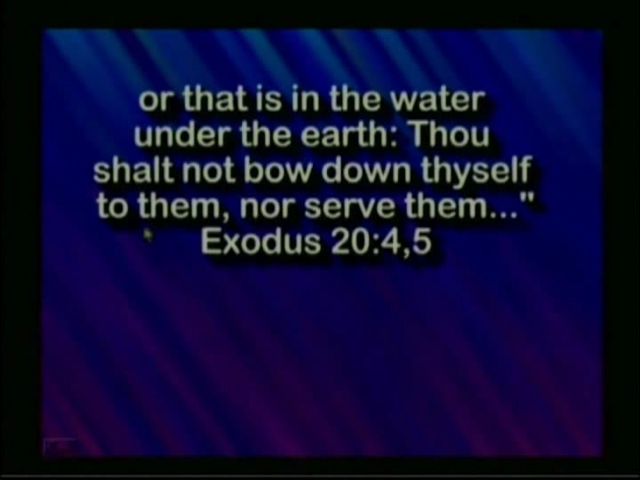 or that is in the water
under the earth: Thou
shalt not bow down thyself
to them, nor serve them..."
Exodus 20:4,5